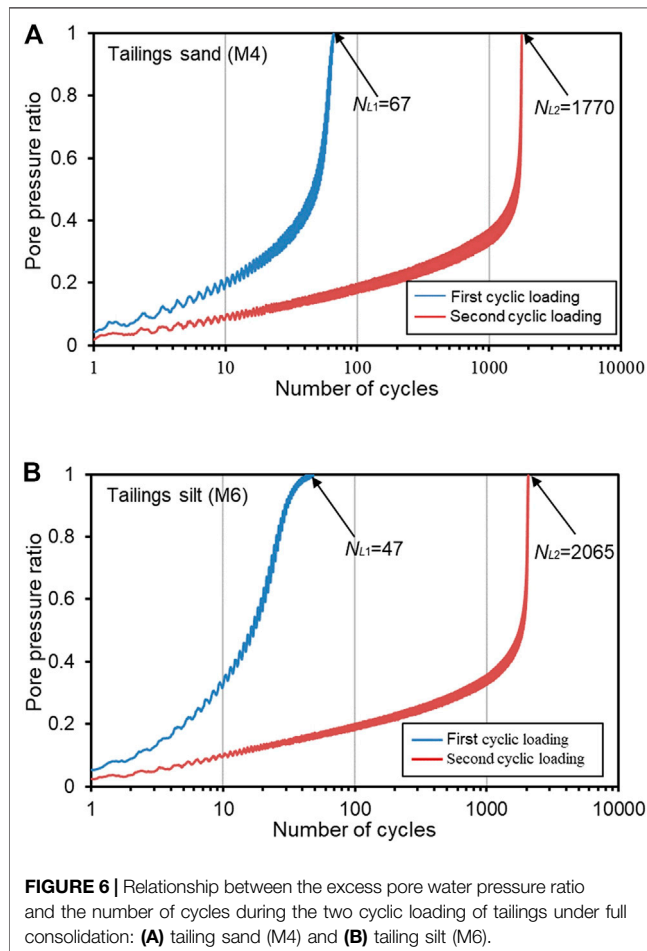 A
Tailings sand (M4)
Pore pressure ratio
1
0.8
0.6
0.4
0.2
0
NL1=67
NL2=1770
First cyclic loading
Second cyclic loading
1 10 100 1000 10000
Number of cycles
B
Tailings silt (M6)
Pore pressure ratio
1
0.8
0.6
0.4
0.2
0
NL1=47
NL2=2065
First cyclic loading
Second cyclic loading
1 10 100 1000 10000
Number of cycles
FIGURE 6 | Relationship between the excess pore water pressure ratio
and the number of cycles during the two cyclic loading of tailings under full
consolidation: (A) tailing sand (M4) and (B) tailing silt (M6).